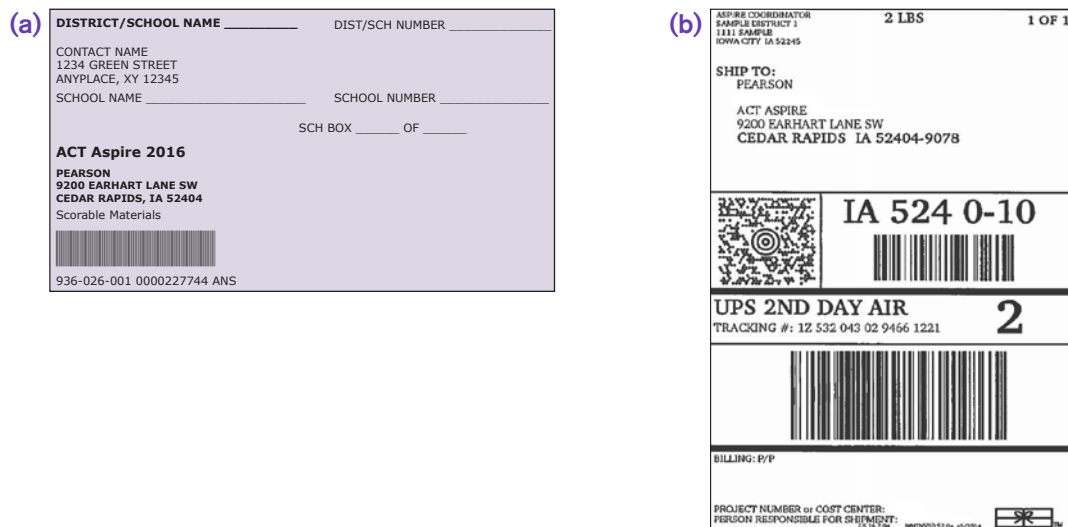 (a)
DISTRICT/SCHOOL NAME __________ DIST/SCH NUMBER ______________
CONTACT NAME
1234 GREEN STREET
ANYPLACE, XY 12345
SCHOOL NAME ______________________ SCHOOL NUMBER _______________
SCH BOX ______ OF ______
ACT Aspire 2016
PEARSON
9200 EARHART LANE SW
CEDAR RAPIDS, IA 52404
Scorable Materials
936-026-001 0000227744 ANS
(b)
ASPIRE COORDINATOR
SAMPLE DISTRICT 1
1111 SAMPLE
IOWA CITY IA 52245
2 LBS
1 OF 1
SHIP TO:
PEARSON
ACT ASPIRE
9200 EARHART LANE SW
CEDAR RAPIDS IA 52404-9078
IA 524 0-10
UPS 2ND DAY AIR
TRACKING #: 1Z 532 043 02 9466 1221
2
BILLING: P/P
PROJECT NUMBER or COST CENTER:
PERSON RESPONSIBLE FOR SHIPMENT:
TM